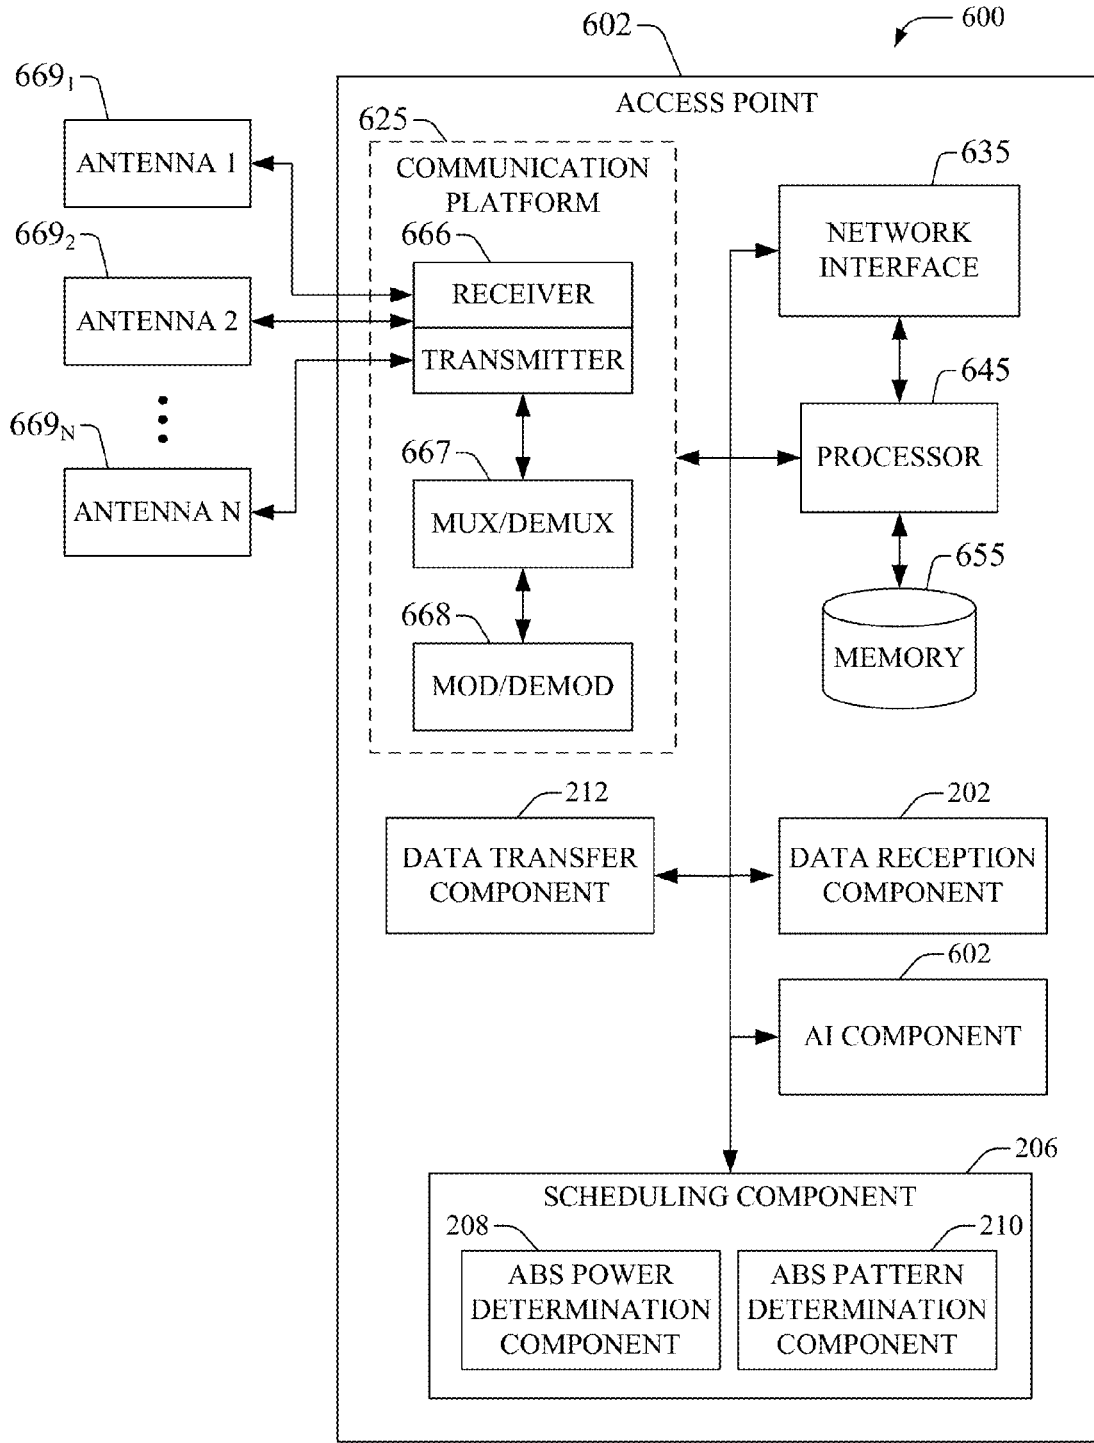 600
602
ACCESS POINT
669₁
ANTENNA 1
669₂
ANTENNA 2
669_N
ANTENNA N
625
COMMUNICATION
PLATFORM
666
RECEIVER
TRANSMITTER
667
MUX/DEMUX
668
MOD/DEMOD
635
NETWORK
INTERFACE
645
PROCESSOR
655
MEMORY
212
DATA TRANSFER
COMPONENT
202
DATA RECEPTION
COMPONENT
602
AI COMPONENT
206
SCHEDULING COMPONENT
208
ABS POWER
DETERMINATION
COMPONENT
210
ABS PATTERN
DETERMINATION
COMPONENT